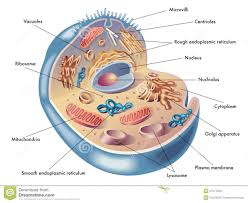 Microvilli
Vacuoles
Centrioles
Rough endoplasmic reticulum
Ribosome
Nucleus
Nucleolus
Cytoplasm
Mitochondria
Golgi apparatus
Plasma membrane
Smooth endoplasmic reticulum
Lysosome